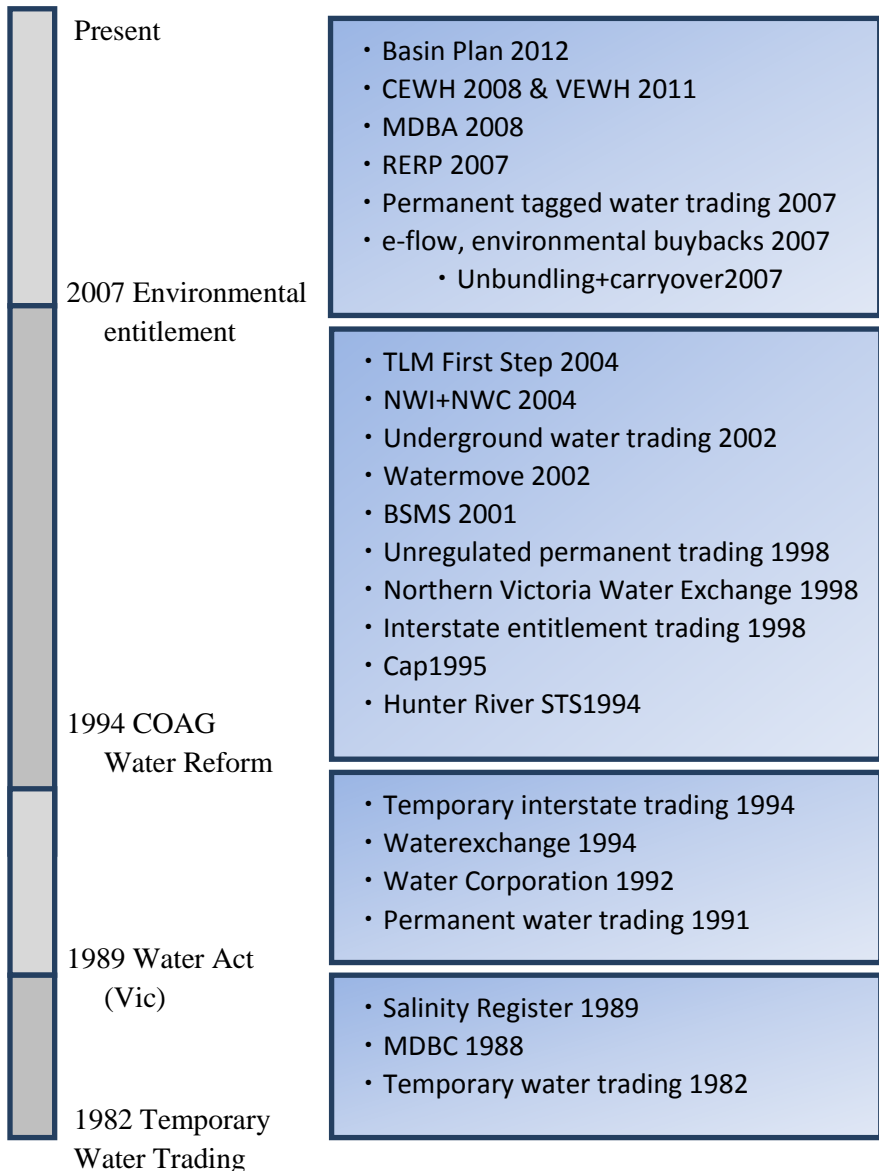 Present
・Basin Plan 2012
・CEWH 2008 & VEWH 2011
・MDBA 2008
・RERP 2007
・Permanent tagged water trading 2007
・e-flow, environmental buybacks 2007
・Unbundling+carryover2007
2007 Environmental
entitlement
・TLM First Step 2004
・NWI+NWC 2004
・Underground water trading 2002
・Watermove 2002
・BSMS 2001
・Unregulated permanent trading 1998
・Northern Victoria Water Exchange 1998
・Interstate entitlement trading 1998
・Cap1995
・Hunter River STS1994
1994 COAG
Water Reform
・Temporary interstate trading 1994
・Waterexchange 1994
・Water Corporation 1992
・Permanent water trading 1991
1989 Water Act
(Vic)
・Salinity Register 1989
・MDBC 1988
・Temporary water trading 1982
1982 Temporary
Water Trading